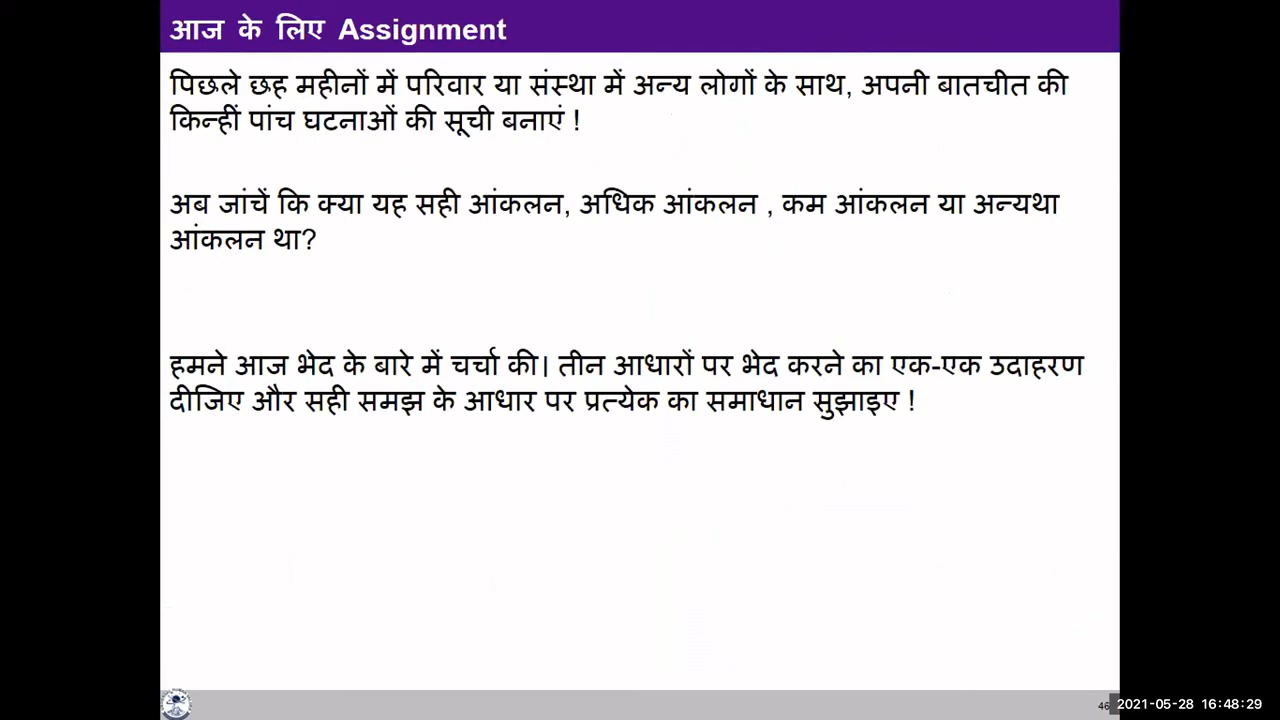 आज के लिए Assignment
पिछले छह महीनों में परिवार या संस्था में अन्य लोगों के साथ, अपनी बातचीत की
किन्हीं पांच घटनाओं की सूची बनाएं !
अब जांचें कि क्या यह सही आंकलन, अधिक आंकलन , कम आंकलन या अन्यथा
आंकलन था?
हमने आज भेद के बारे में चर्चा की। तीन आधारों पर भेद करने का एक-एक उदाहरण
दीजिए और सही समझ के आधार पर प्रत्येक का समाधान सुझाइए !
46
2021-05-28 16:48:29